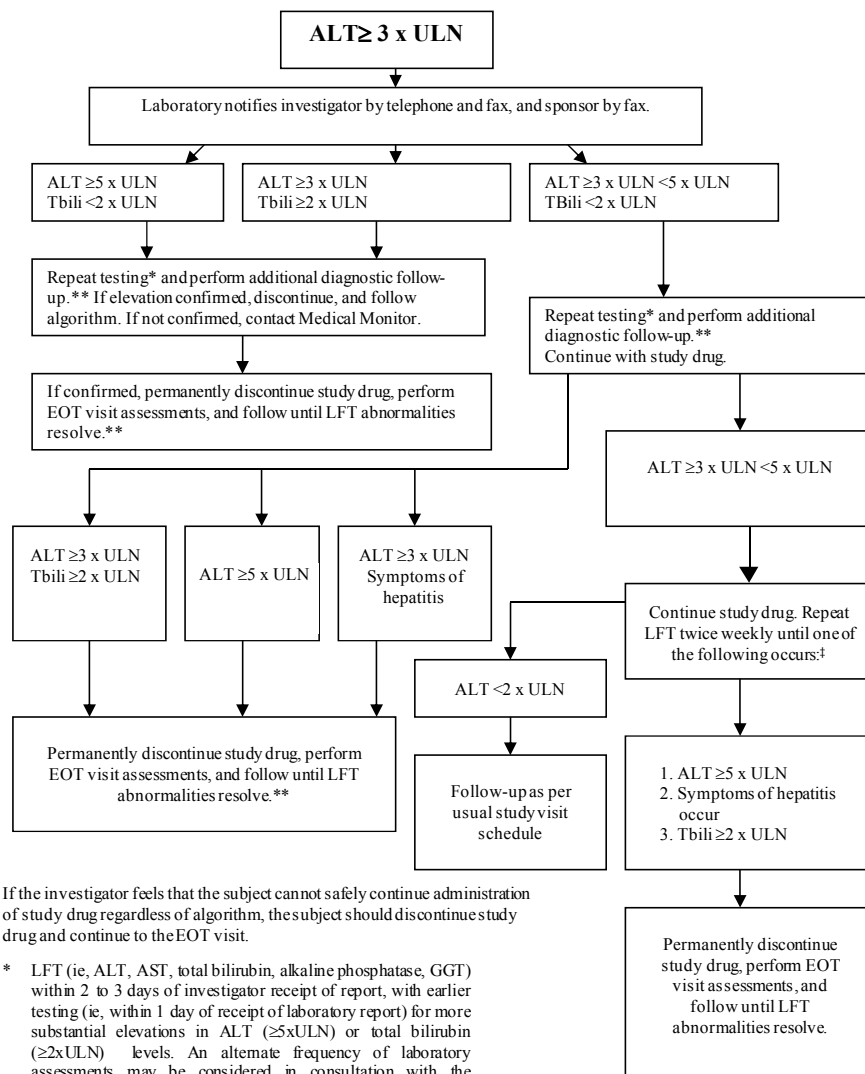 ALT≥ 3 x ULN
Laboratory notifies investigator by telephone and fax, and sponsor by fax.
ALT ≥5 x ULN
Tbili <2 x ULN
ALT ≥3 x ULN
Tbili ≥2 x ULN
ALT ≥3 x ULN <5 x ULN
TBili <2 x ULN
Repeat testing* and perform additional diagnostic follow-
up.** If elevation confirmed, discontinue, and follow
algorithm. If not confirmed, contact Medical Monitor.
Repeat testing* and perform additional
diagnostic follow-up.**
Continue with study drug.
If confirmed, permanently discontinue study drug, perform
EOT visit assessments, and follow until LFT abnormalities
resolve.**
ALT ≥3 x ULN <5 x ULN
ALT ≥3 x ULN
Tbili ≥2 x ULN
ALT ≥5 x ULN
ALT ≥3 x ULN
Symptoms of
hepatitis
Continue study drug. Repeat
LFT twice weekly until one of
the following occurs:‡
ALT <2 x ULN
Permanently discontinue study drug, perform
EOT visit assessments, and follow until LFT
abnormalities resolve.**
Follow-up as per
usual study visit
schedule
1. ALT ≥5 x ULN
2. Symptoms of hepatitis
occur
3. Tbili ≥2 x ULN
Permanently discontinue
study drug, perform EOT
visit assessments, and
follow until LFT
abnormalities resolve.
If the investigator feels that the subject cannot safely continue administration
of study drug regardless of algorithm, the subject should discontinue study
drug and continue to the EOT visit.
* LFT (ie, ALT, AST, total bilirubin, alkaline phosphatase, GGT)
within 2 to 3 days of investigator receipt of report, with earlier
testing (ie, within 1 day of receipt of laboratory report) for more
substantial elevations in ALT (≥5xULN) or total bilirubin
(≥2xULN) levels. An alternate frequency of laboratory
assessments may be considered in consultation with the